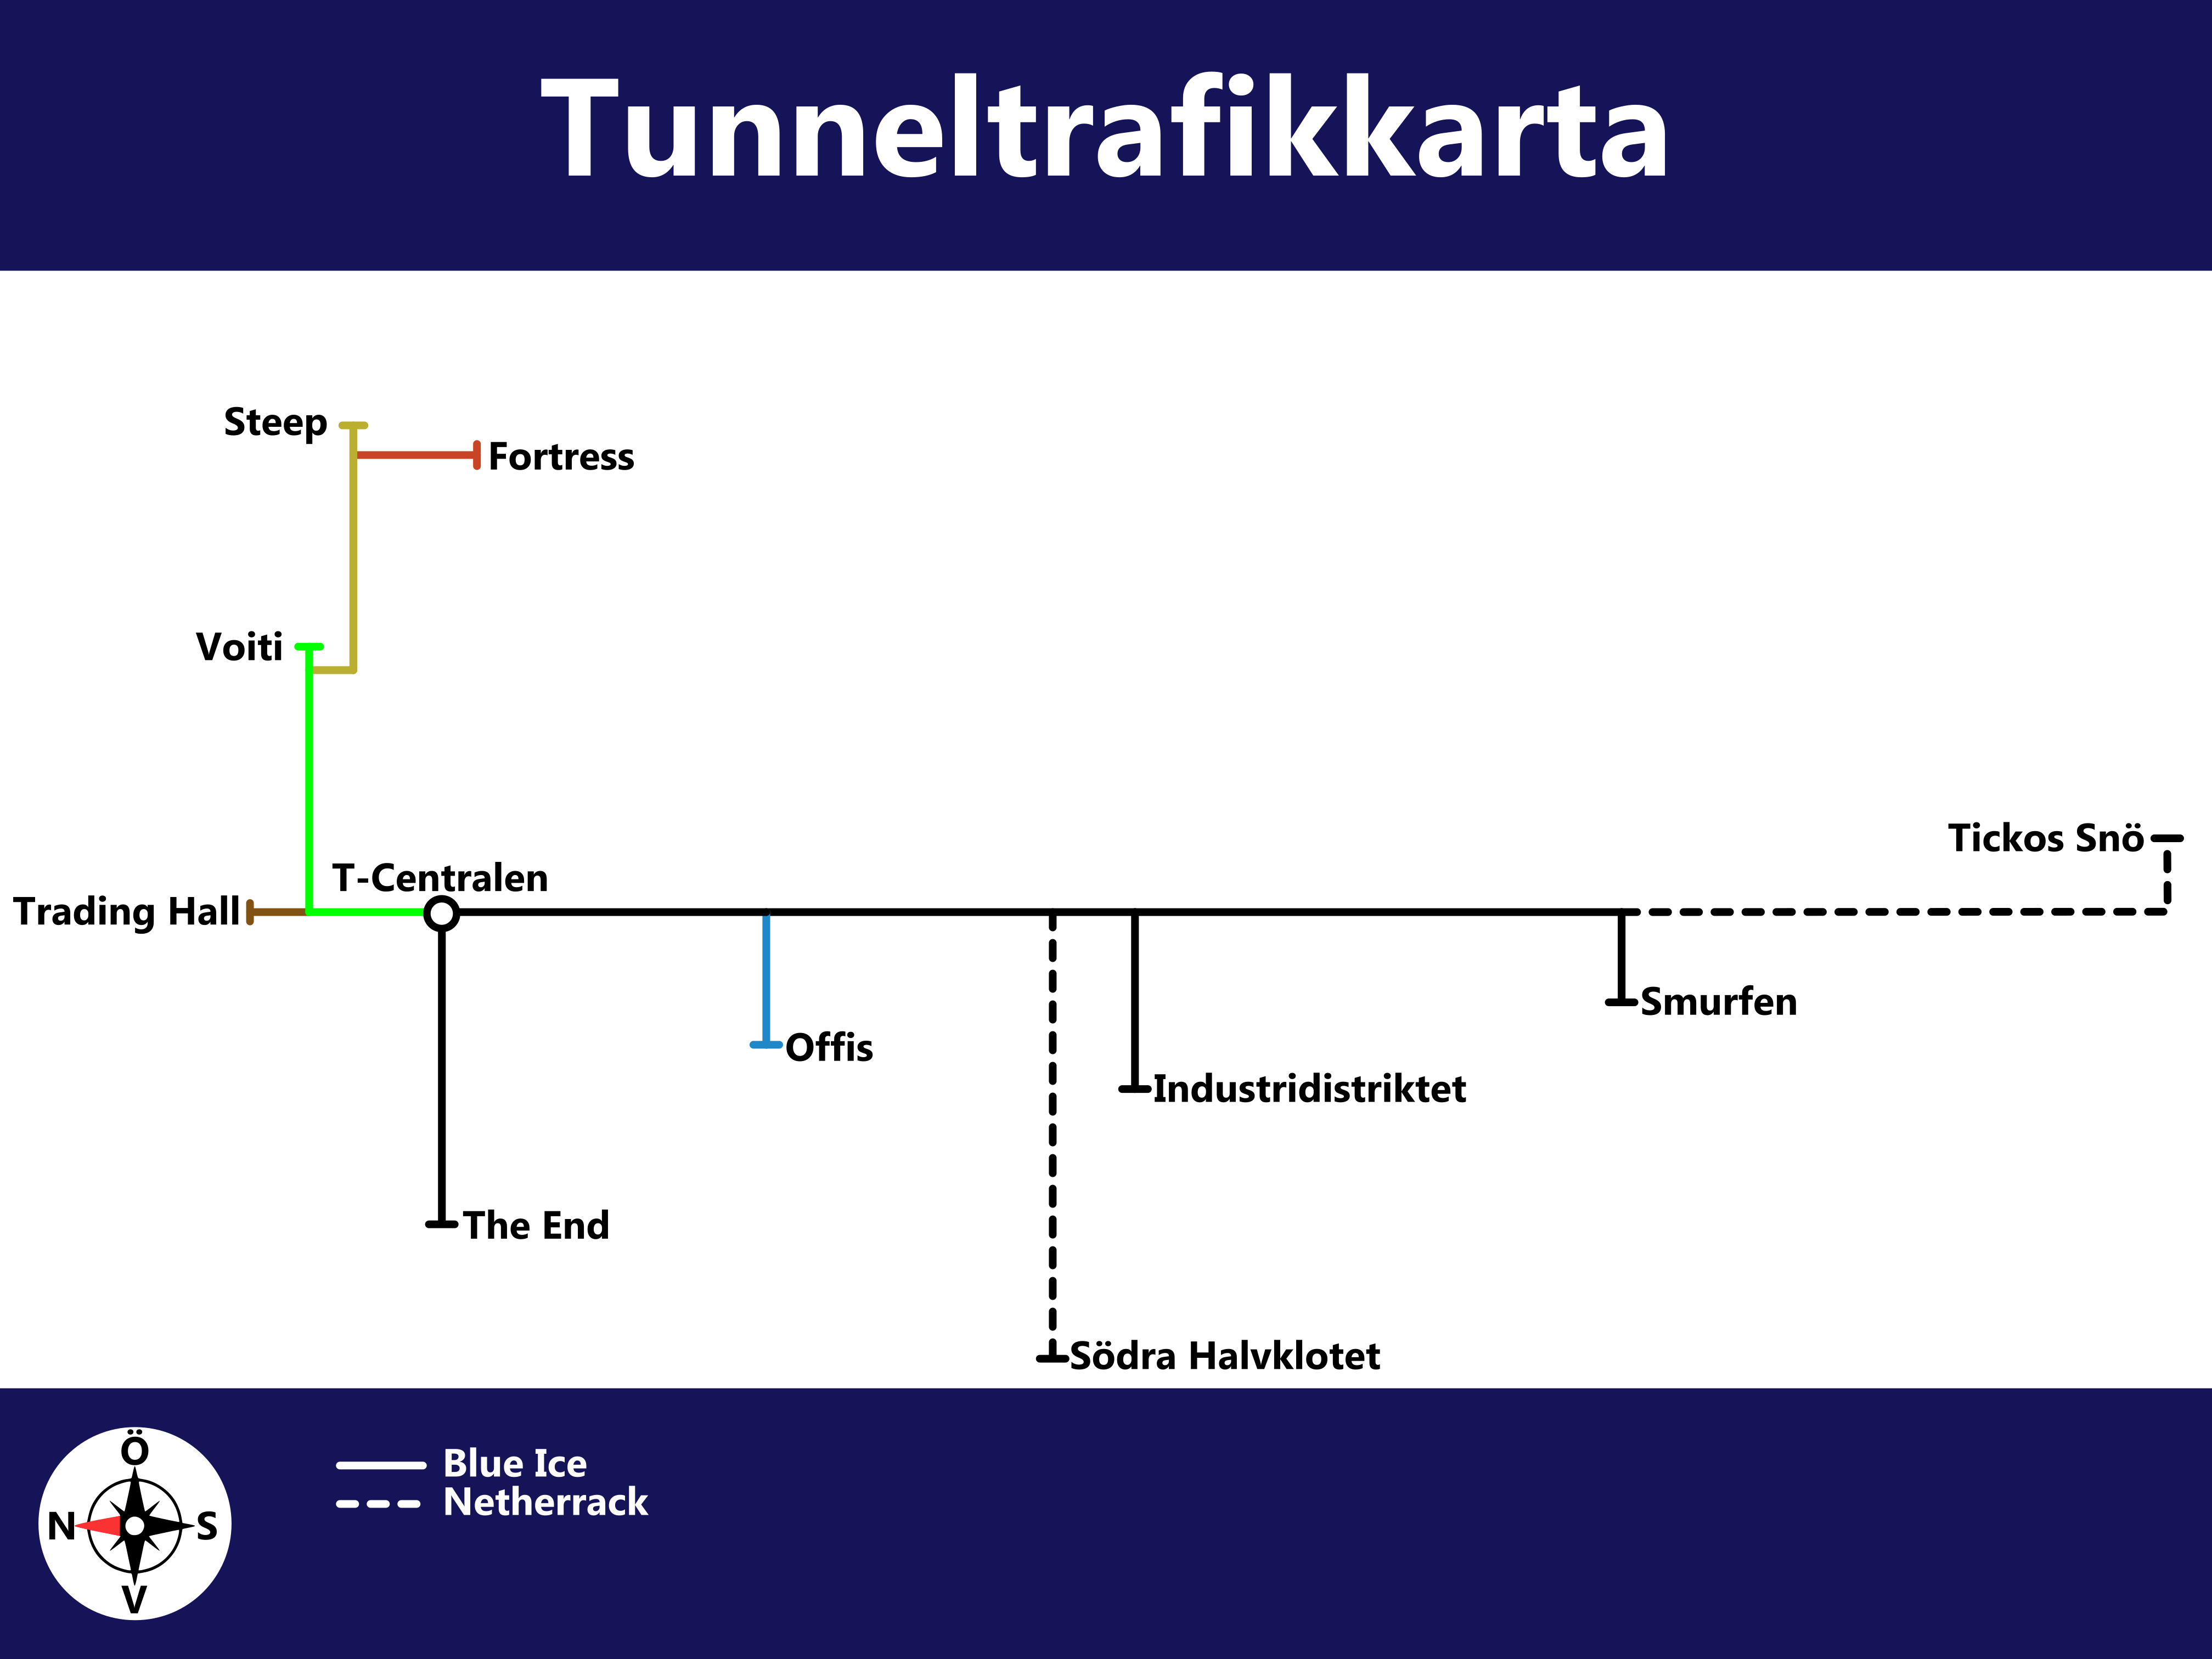 Tunneltrafikkarta
Steep
Fortress
Voiti
Tickos Snö
T-Centralen
Trading Hall
Smurfen
Offis
Industridistriktet
The End
Södra Halvklotet
Ö
N
S
V
Blue Ice
Netherrack